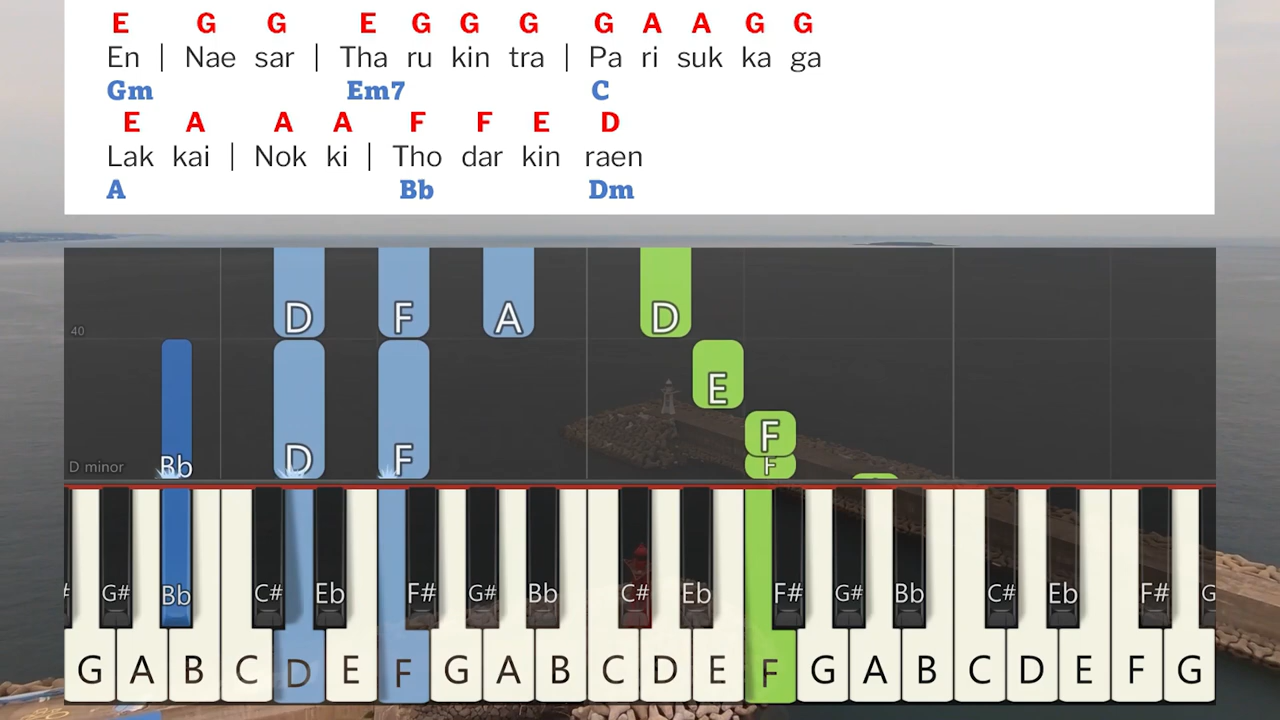 E G G E G G G G A A G G
En | Nae sar | Tha ru kin tra | Pa ri suk ka ga
Gm Em7 C
E A A A F F E D
Lak kai | Nok ki | Tho dar kin raen
A Bb Dm
D F A D
40
E
F
D minor Bb D F F
G# Bb C# Eb F# G# Bb C# Eb F# G# Bb C# Eb F# G
G A B C D E F G A B C D E F G A B C D E F G